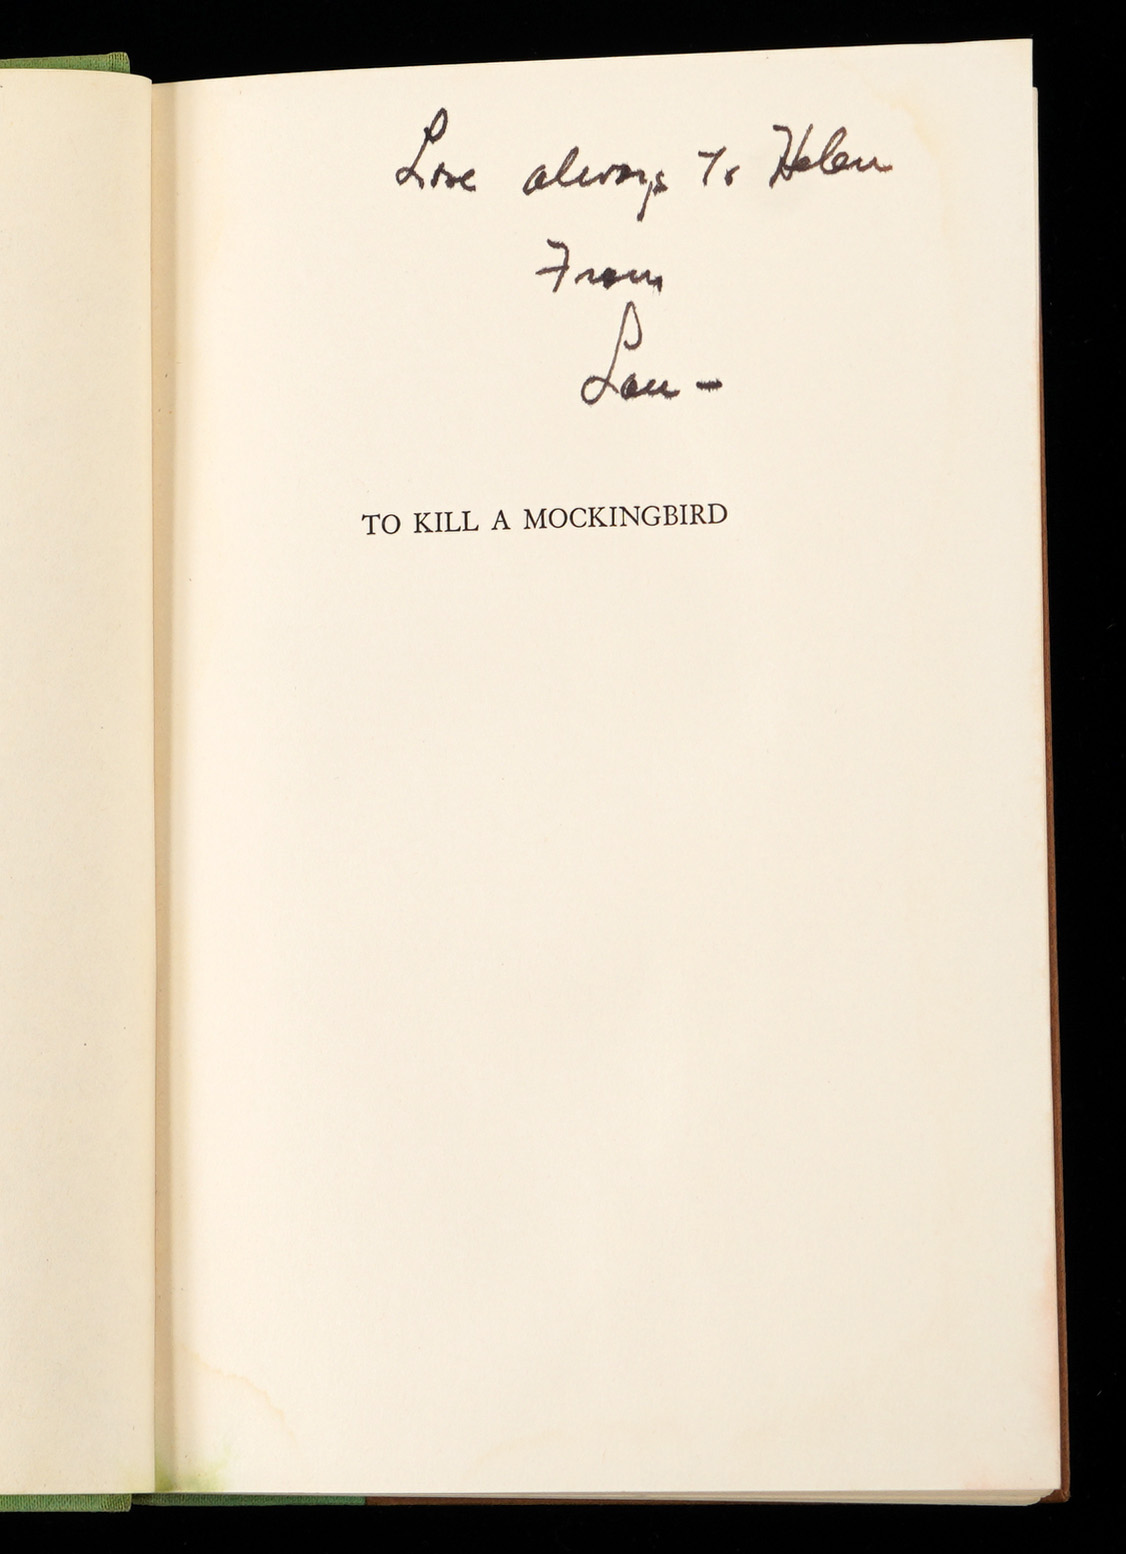 Love always To Helen
From
Lou -
TO KILL A MOCKINGBIRD